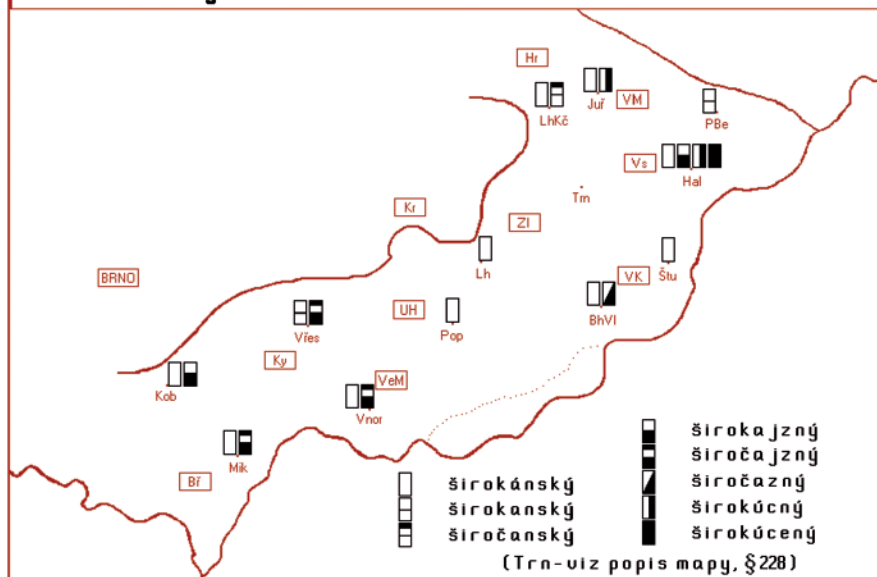 Hr
Juř
VM
LhKč
PBe
Vs
Hal
Trn
Kr
Zl
Lh
BRNO
VK
Štu
Vřes
UH
Pop
BhVl
Ky
Kob
VeM
Vnor
Mik
Bř
širokánský
širokanský
širočanský
širokajzný
širočajzný
širočazný
širokúcný
širokúcený
(Trn-viz popis mapy, §228)